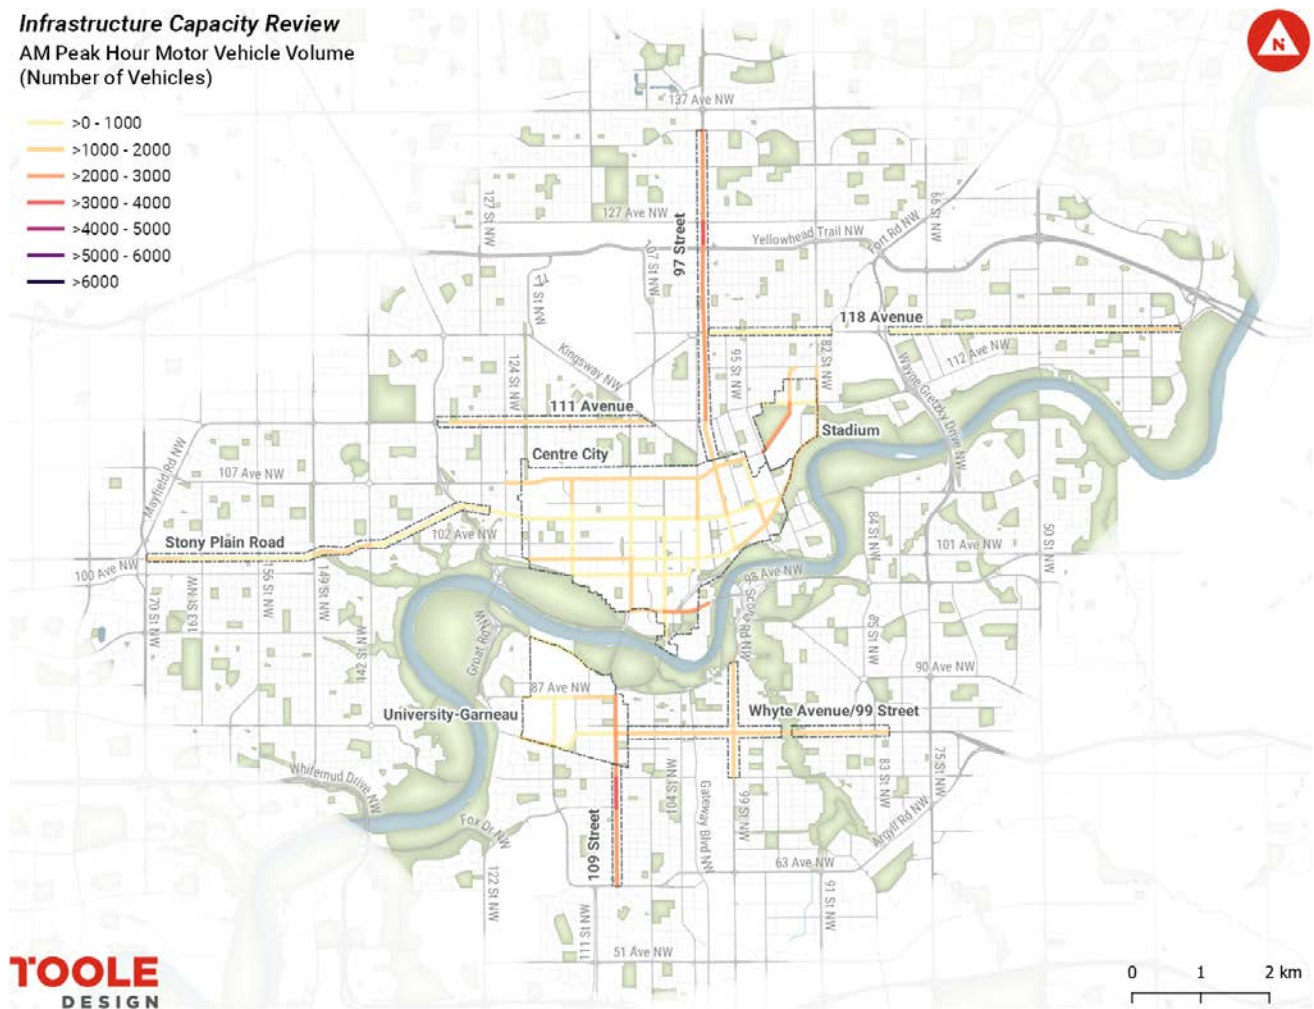 Infrastructure Capacity Review
AM Peak Hour Motor Vehicle Volume
(Number of Vehicles)
>0 - 1000
>1000 - 2000
>2000 - 3000
>3000 - 4000
>4000 - 5000
>5000 - 6000
>6000
N
137 Ave NW
127 St NW
127 Ave NW
66 St NW
97 Street
107 St NW
Yellowhead Trail NW
Fort Rd NW
121 St NW
118 Avenue
124 St NW
Kingsway NW
95 St NW
82 St NW
Wayne Gretzky Drive NW
112 Ave NW
111 Avenue
Stadium
Mayfield Rd NW
107 Ave NW
Centre City
Stony Plain Road
102 Ave NW
84 St NW
101 Ave NW
50 St NW
100 Ave NW
170 St NW
163 St NW
156 St NW
149 St NW
98 Ave NW
Scona Rd NW
142 St NW
Groat Rd NW
85 St NW
90 Ave NW
87 Ave NW
University-Garneau
Whyte Avenue/99 Street
Whitemud Drive NW
104 St NW
Gateway Blvd NW
99 St NW
83 St NW
75 St NW
109 Street
Fox Dr NW
Argyll Rd NW
63 Ave NW
122 St NW
91 St NW
111 St NW
51 Ave NW
TOOLE
DESIGN
0 1 2 km